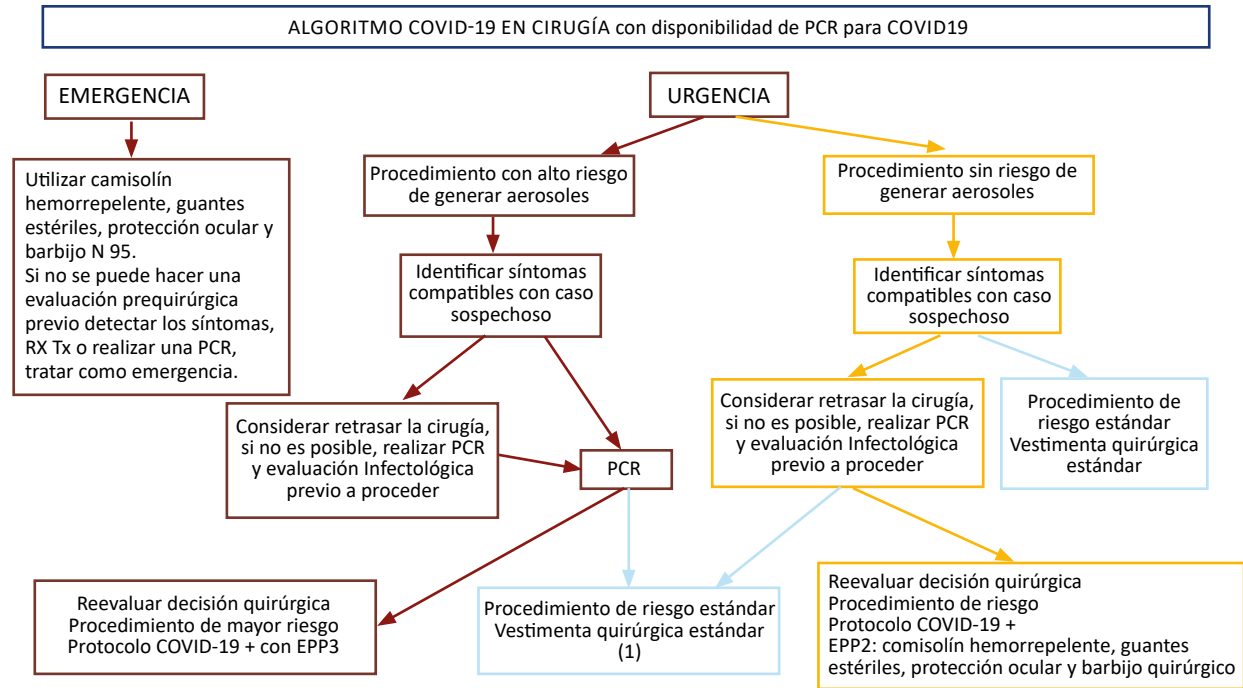 ALGORITMO COVID-19 EN CIRUGÍA con disponibilidad de PCR para COVID19
EMERGENCIA
URGENCIA
Utilizar camisolín
hemorrepelente, guantes
estériles, protección ocular y
barbijo N 95.
Si no se puede hacer una
evaluación prequirúrgica
previo detectar los síntomas,
RX Tx o realizar una PCR,
tratar como emergencia.
Procedimiento con alto riesgo
de generar aerosoles
Procedimiento sin riesgo de
generar aerosoles
Identificar síntomas
compatibles con caso
sospechoso
Identificar síntomas
compatibles con caso
sospechoso
Considerar retrasar la cirugía,
si no es posible, realizar PCR
y evaluación Infectológica
previo a proceder
PCR
Considerar retrasar la cirugía,
si no es posible, realizar PCR
y evaluación Infectológica
previo a proceder
Procedimiento de
riesgo estándar
Vestimenta quirúrgica
estándar
Reevaluar decisión quirúrgica
Procedimiento de mayor riesgo
Protocolo COVID-19 + con EPP3
Procedimiento de riesgo estándar
Vestimenta quirúrgica estándar
(1)
Reevaluar decisión quirúrgica
Procedimiento de riesgo
Protocolo COVID-19 +
EPP2: comisolín hemorrepelente, guantes
estériles, protección ocular y barbijo quirúrgico